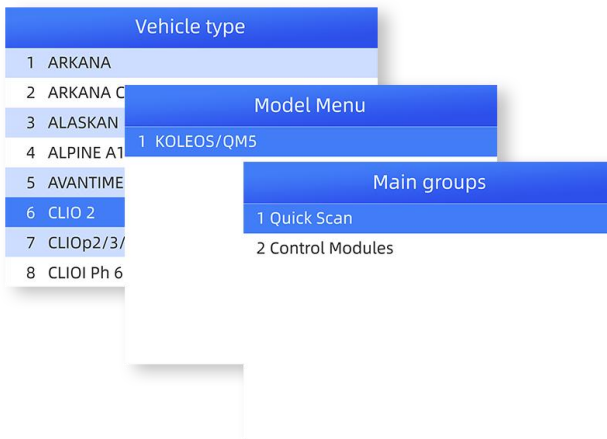 Vehicle type
1 ARKANA
2 ARKANA C
3 ALASKAN
4 ALPINE A1
5 AVANTIME
6 CLIO 2
7 CLIOp2/3/
8 CLIOI Ph 6
Model Menu
1 KOLEOS/QM5
Main groups
1 Quick Scan
2 Control Modules